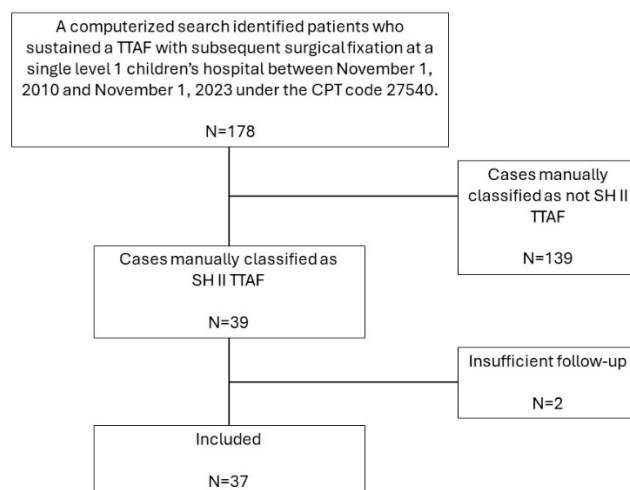 A computerized search identified patients who
sustained a TTAF with subsequent surgical fixation at a
single level 1 children's hospital between November 1,
2010 and November 1, 2023 under the CPT code 27540.
N=178
Cases manually
classified as not SH II
TTAF
N=139
Cases manually classified as
SH II TTAF
N=39
Insufficient follow-up
N=2
Included
N=37